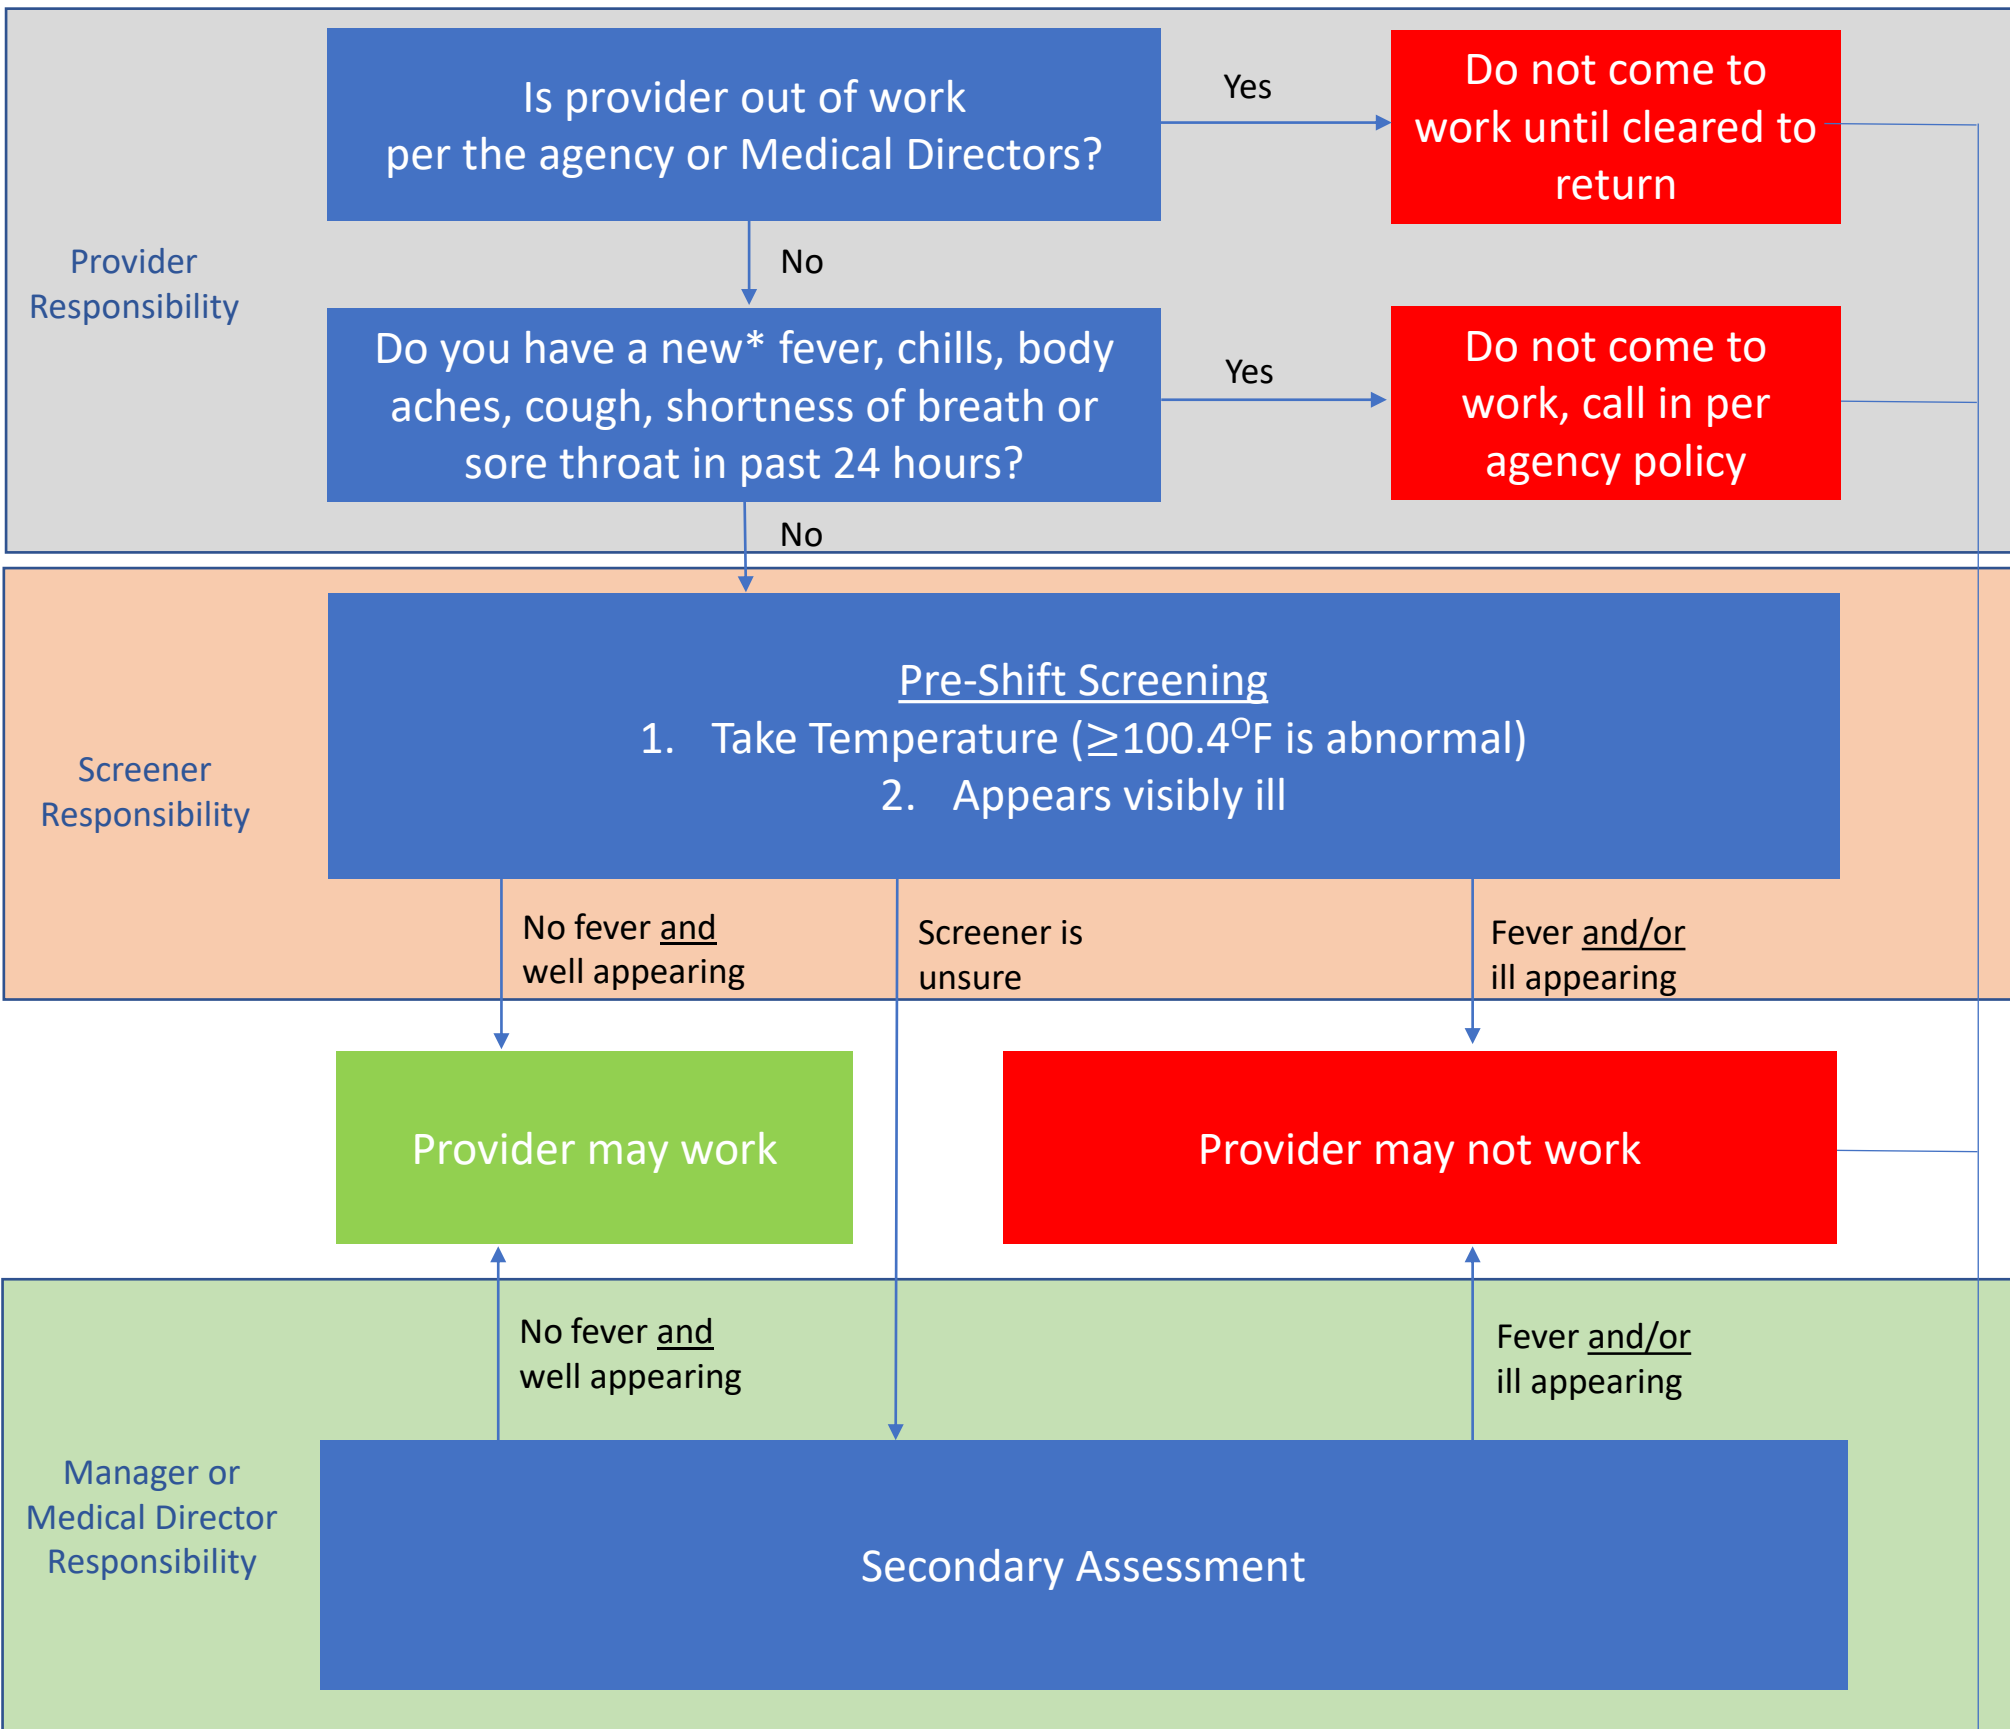 Is provider out of work
per the agency or Medical Directors?
Yes
Do not come to
work until cleared to
return
Provider
Responsibility
No
Do you have a new* fever, chills, body
aches, cough, shortness of breath or
sore throat in past 24 hours?
Yes
Do not come to
work, call in per
agency policy
No
Screener
Responsibility
Pre-Shift Screening
1. Take Temperature (≥100.4ᴼF is abnormal)
2. Appears visibly ill
No fever and
well appearing
Screener is
unsure
Fever and/or
ill appearing
Provider may work
Provider may not work
No fever and
well appearing
Fever and/or
ill appearing
Manager or
Medical Director
Responsibility
Secondary Assessment